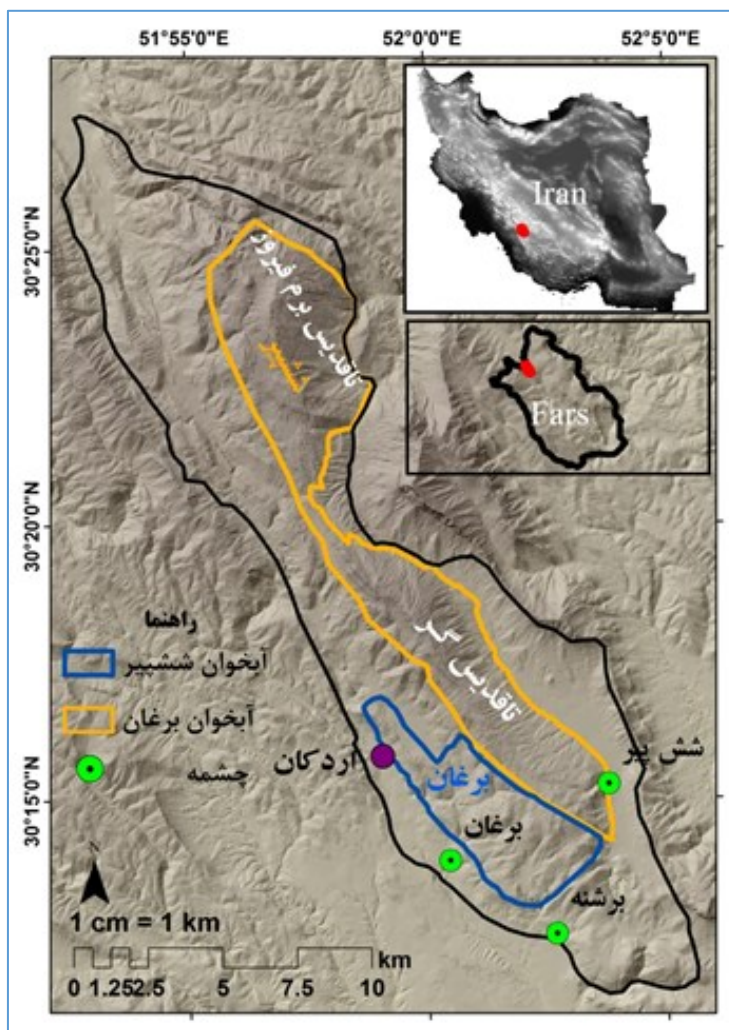 51°55'0"E
52°0'0"E
52°5'0"E
30°25'0"N
30°20'0"N
30°15'0"N
Iran
Fars
تاقدیس برم فیروز
ششپیر
تاقدیس گر
راهنما
آبخوان ششپیر
آبخوان برغان
چشمه
اردکان
برغان
برغان
شش پیر
برشنه
N
1 cm = 1 km
km
0 1.25 2.5 5 7.5 10